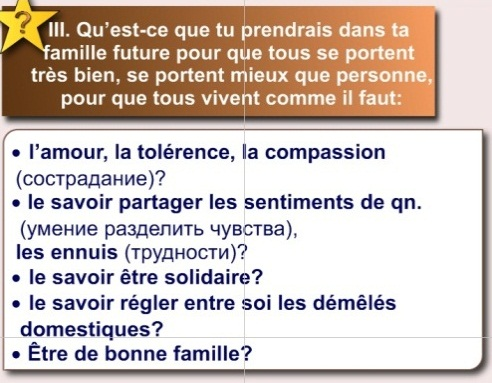 ?
III. Qu’est-ce que tu prendrais dans ta
famille future pour que tous se portent
très bien, se portent mieux que personne,
pour que tous vivent comme il faut:
• l’amour, la tolérence, la compassion
(сострадание)?
• le savoir partager les sentiments de qn.
(умение разделить чувства),
les ennuis (трудности)?
• le savoir être solidaire?
• le savoir régler entre soi les démêlés
domestiques?
• Être de bonne famille?